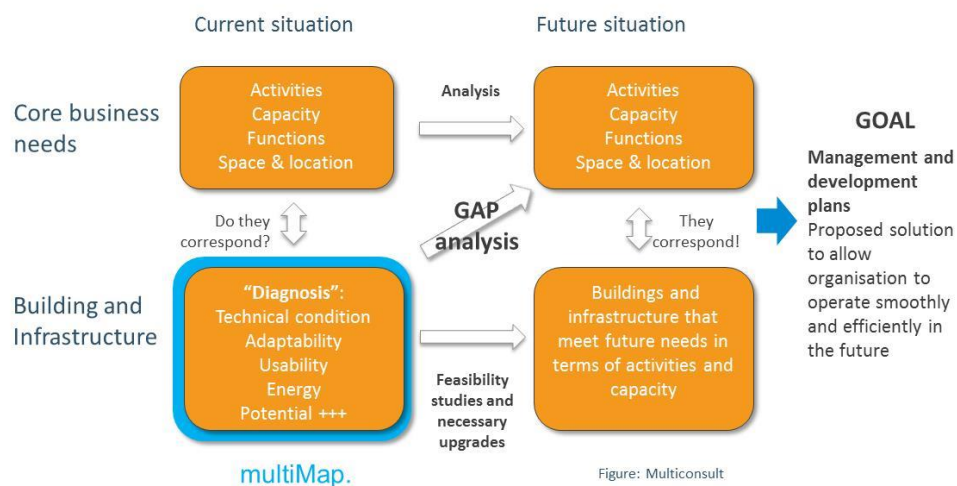 Current situation
Future situation
Core business
needs
Activities
Capacity
Functions
Space & location
Analysis
Activities
Capacity
Functions
Space & location
GOAL
Management and
development
plans
Proposed solution
to allow
organisation to
operate smoothly
and efficiently in
the future
Do they
correspond?
GAP
analysis
They
correspond!
Building and
Infrastructure
"Diagnosis":
Technical condition
Adaptability
Usability
Energy
Potential +++
Feasibility
studies and
necessary
upgrades
Buildings and
infrastructure that
meet future needs in
terms of activities and
capacity
multiMap.
Figure: Multiconsult